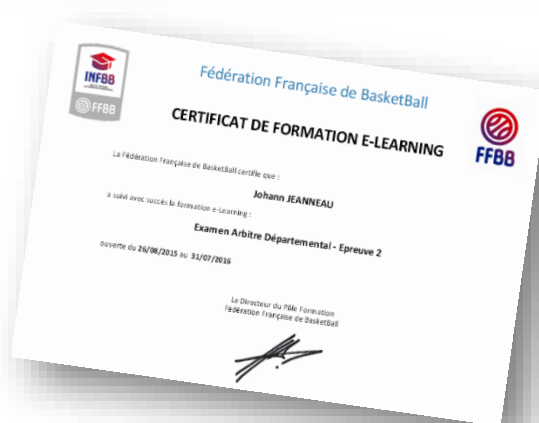 INFBB
FFBB
Fédération Française de BasketBall
CERTIFICAT DE FORMATION E-LEARNING
FFBB
La Fédération Française de BasketBall certifie que :
Johann JEANNEAU
a suivi avec succès la formation e-Learning :
Examen Arbitre Départemental - Epreuve 2
ouverte du 26/08/2015 au 31/07/2016
Le Directeur du Pôle Formation
Fédération Française de BasketBall